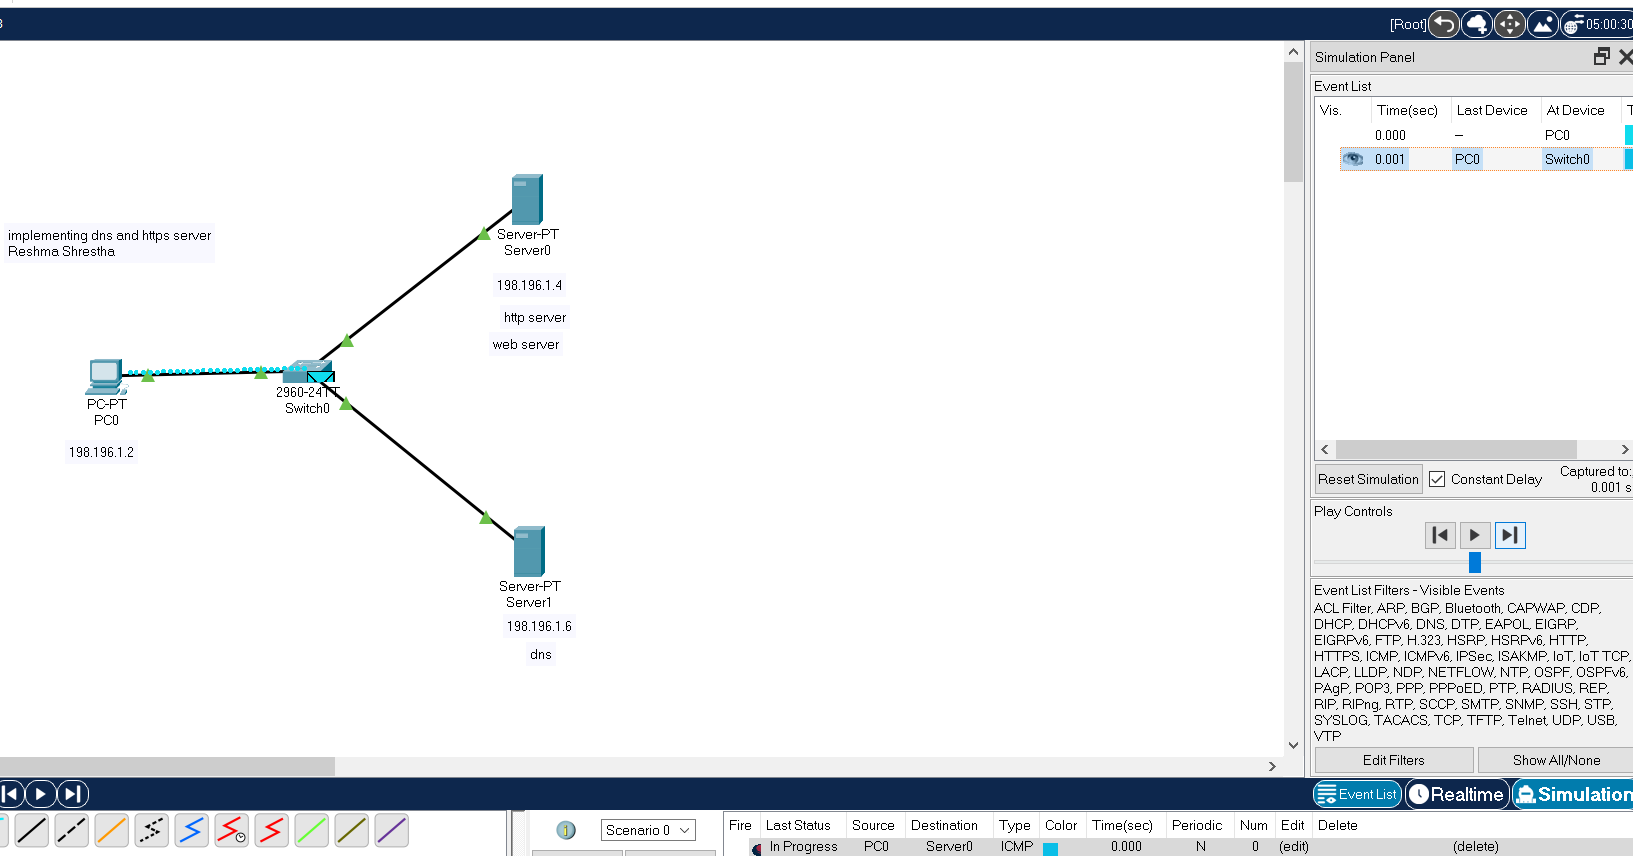 [Root]
05:00:30
Simulation Panel
Event List
Vis. Time(sec) Last Device At Device
0.000 -- PC0
0.001 PC0 Switch0
implementing dns and https server
Reshma Shrestha
Server-PT
Server0
198.196.1.4
http server
web server
PC-PT
PC0
198.196.1.2
2960-24TT
Switch0
Server-PT
Server1
198.196.1.6
dns
Reset Simulation
Constant Delay
Captured to:
0.001 s
Play Controls
Event List Filters - Visible Events
ACL Filter, ARP, BGP, Bluetooth, CAPWAP, CDP,
DHCP, DHCPv6, DNS, DTP, EAPOL, EIGRP,
EIGRPv6, FTP, H.323, HSRP, HSRPv6, HTTP,
HTTPS, ICMP, ICMPv6, IPSec, ISAKMP, IoT, IoT TCP,
LACP, LLDP, NDP, NETFLOW, NTP, OSPF, OSPFv6,
PAgP, POP3, PPP, PPPoED, PTP, RADIUS, REP,
RIP, RIPng, RTP, SCCP, SMTP, SNMP, SSH, STP,
SYSLOG, TACACS, TCP, TFTP, Telnet, UDP, USB,
VTP
Edit Filters
Show All/None
Event List
Realtime
Simulation
Scenario 0
Fire Last Status Source Destination Type Color Time(sec) Periodic Num Edit Delete
In Progress PC0 Server0 ICMP 0.000 N 0 (edit) (delete)